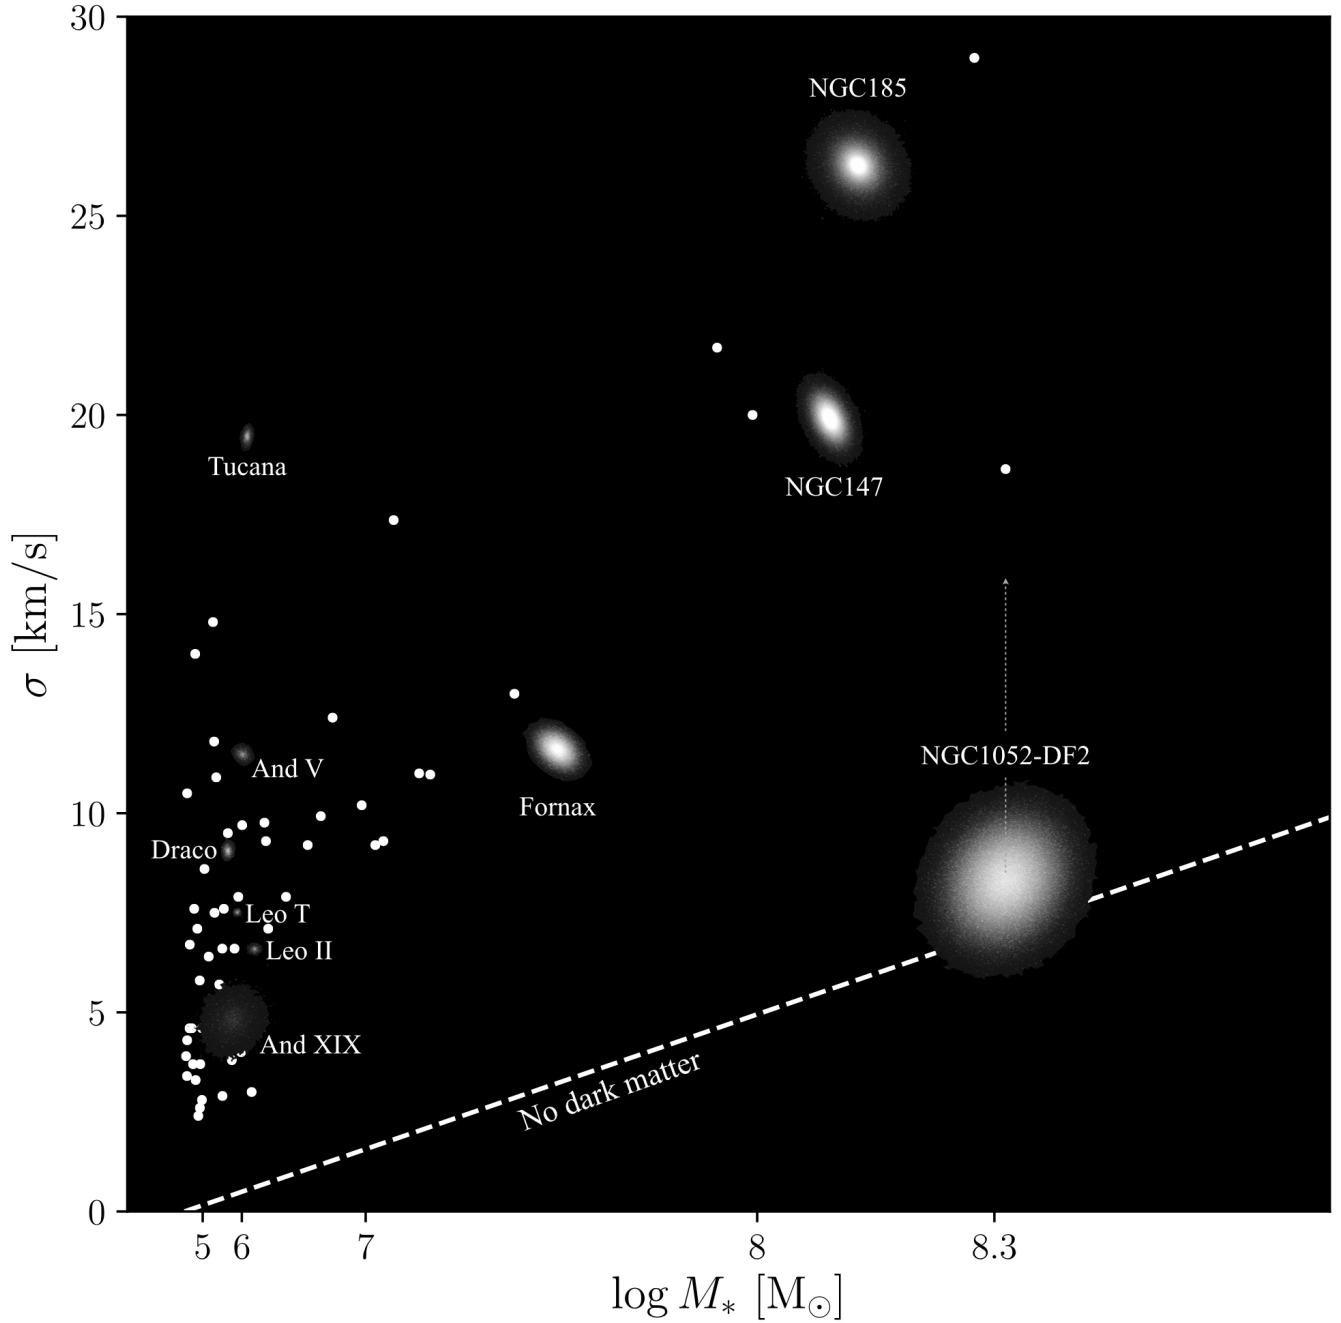 30
NGC185
25
20
Tucana
NGC147
σ [km/s]
15
NGC1052-DF2
And V
Fornax
10
Draco
Leo T
Leo II
5
And XIX
No dark matter
0
5 6 7 8 8.3
log M* [M⊙]